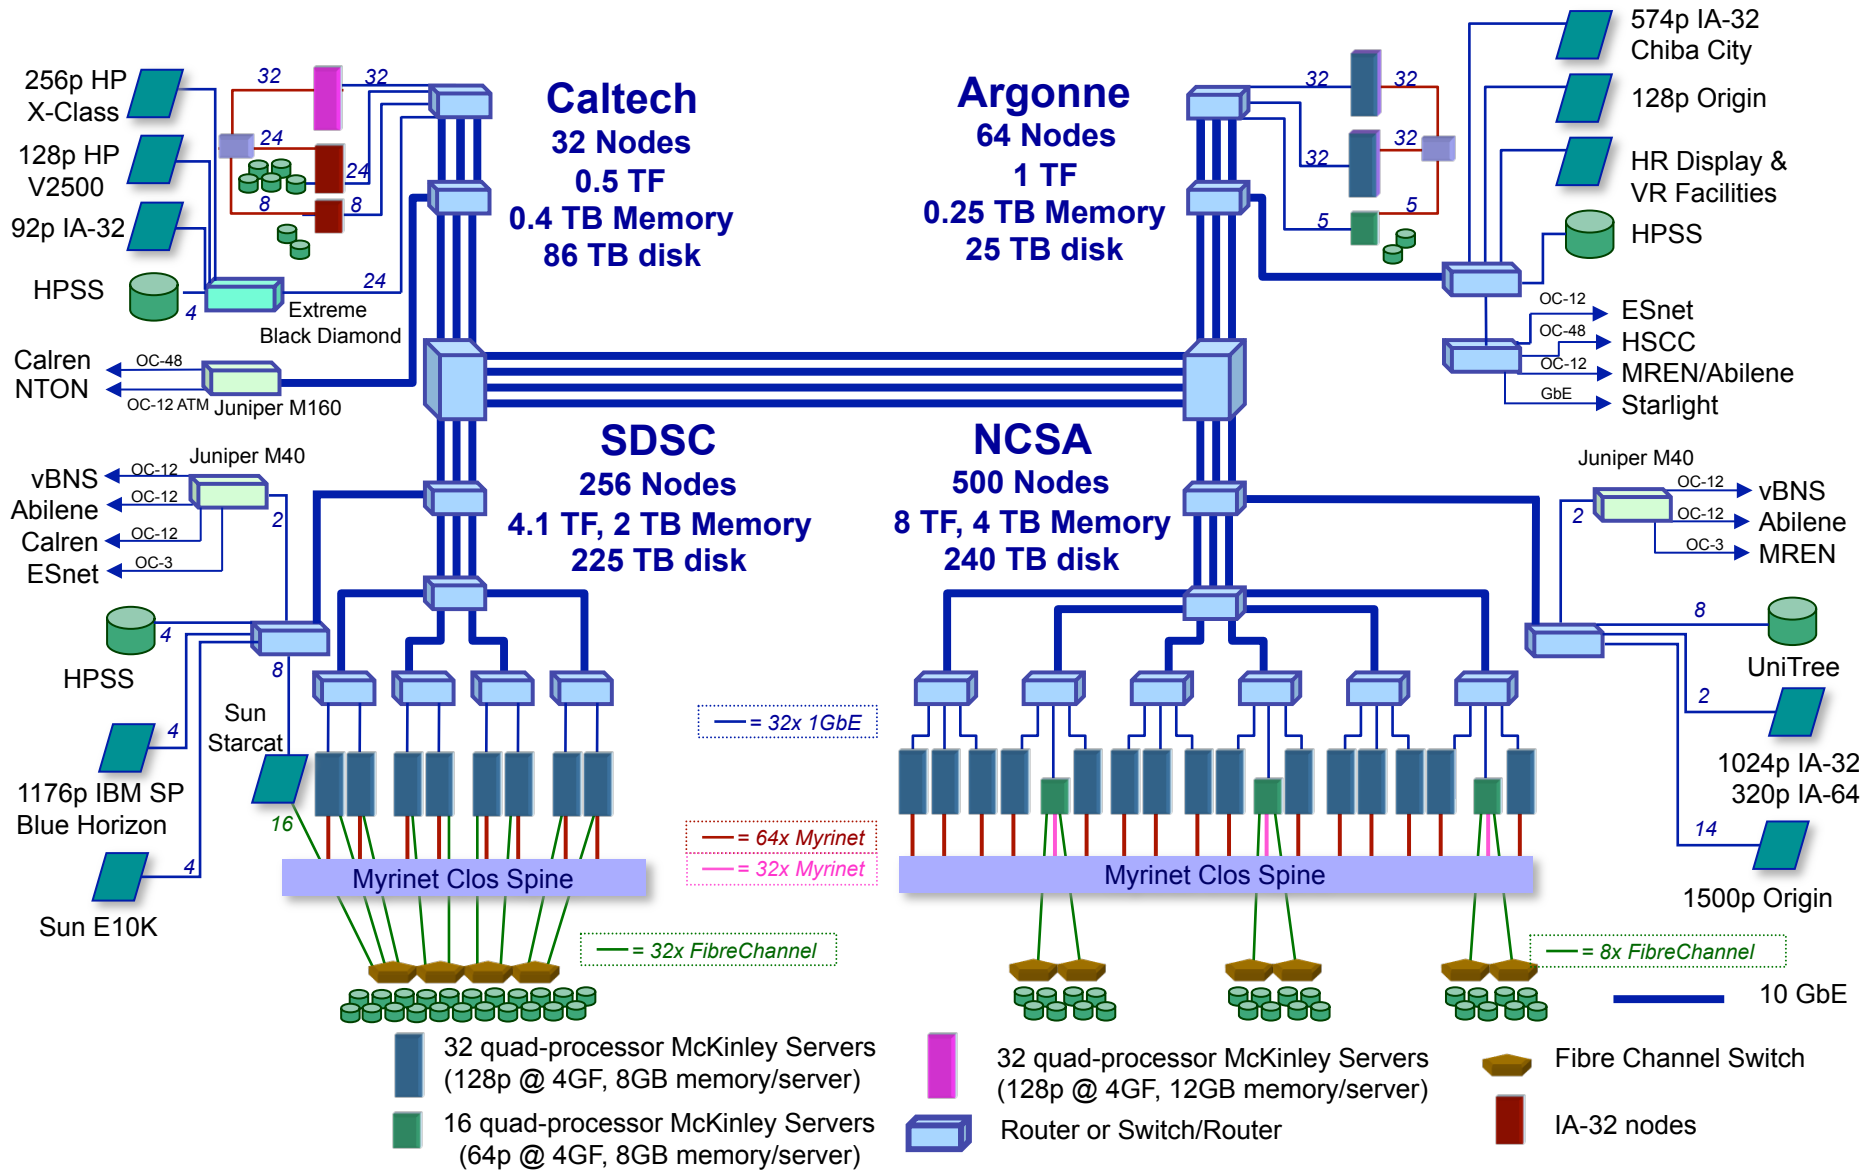 256p HP
X-Class
128p HP
V2500
92p IA-32
HPSS
4
24
Extreme
Black Diamond
32
32
24
24
8
8
Calren
NTON
OC-48
OC-12 ATM
Juniper M160
Caltech
32 Nodes
0.5 TF
0.4 TB Memory
86 TB disk
Argonne
64 Nodes
1 TF
0.25 TB Memory
25 TB disk
32
32
32
32
5
5
574p IA-32
Chiba City
128p Origin
HR Display &
VR Facilities
HPSS
OC-12
ESnet
OC-48
HSCC
OC-12
MREN/Abilene
GbE
Starlight
Juniper M40
vBNS
OC-12
Abilene
OC-12
Calren
OC-12
ESnet
OC-3
2
HPSS
4
8
4
4
1176p IBM SP
Blue Horizon
Sun E10K
Sun
Starcat
16
SDSC
256 Nodes
4.1 TF, 2 TB Memory
225 TB disk
NCSA
500 Nodes
8 TF, 4 TB Memory
240 TB disk
Juniper M40
2
OC-12
vBNS
OC-12
Abilene
OC-3
MREN
8
UniTree
2
1024p IA-32
320p IA-64
14
1500p Origin
= 32x 1GbE
= 64x Myrinet
= 32x Myrinet
Myrinet Clos Spine
Myrinet Clos Spine
= 32x FibreChannel
= 8x FibreChannel
10 GbE
32 quad-processor McKinley Servers
(128p @ 4GF, 8GB memory/server)
16 quad-processor McKinley Servers
(64p @ 4GF, 8GB memory/server)
32 quad-processor McKinley Servers
(128p @ 4GF, 12GB memory/server)
Router or Switch/Router
Fibre Channel Switch
IA-32 nodes